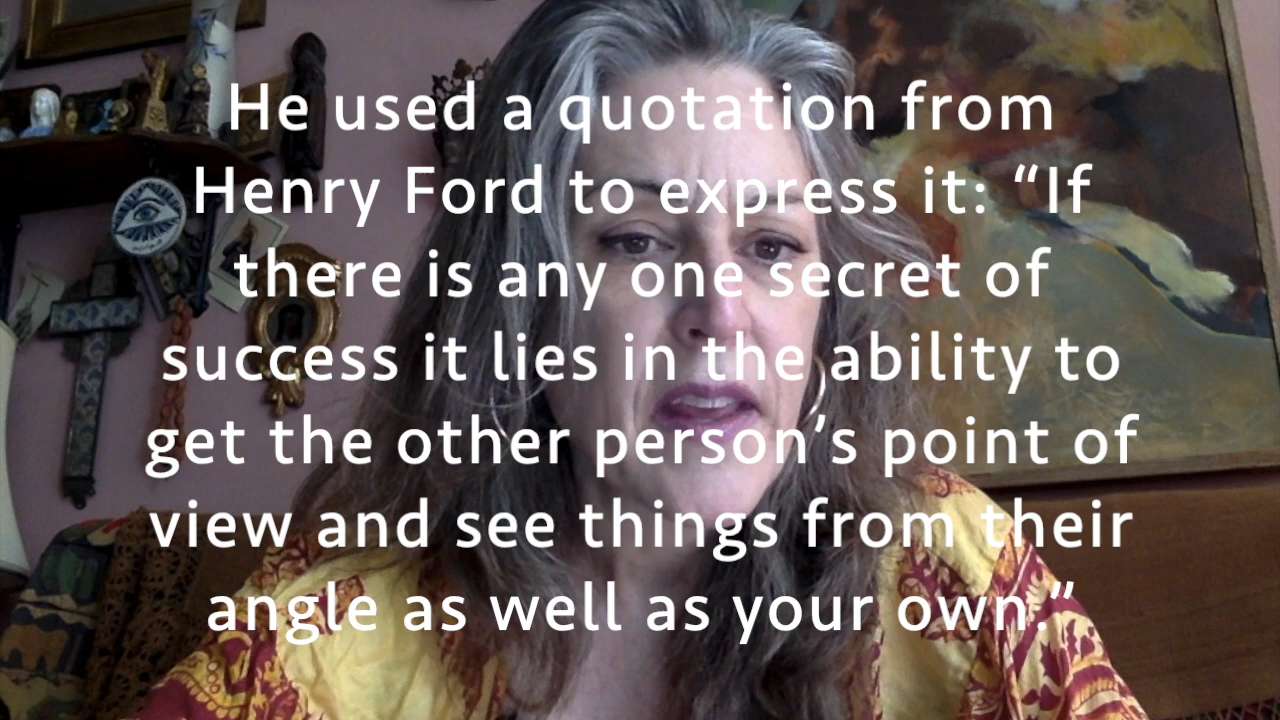 He used a quotation from
Henry Ford to express it: “If
there is any one secret of
success it lies in the ability to
get the other person’s point of
view and see things from their
angle as well as your own.”